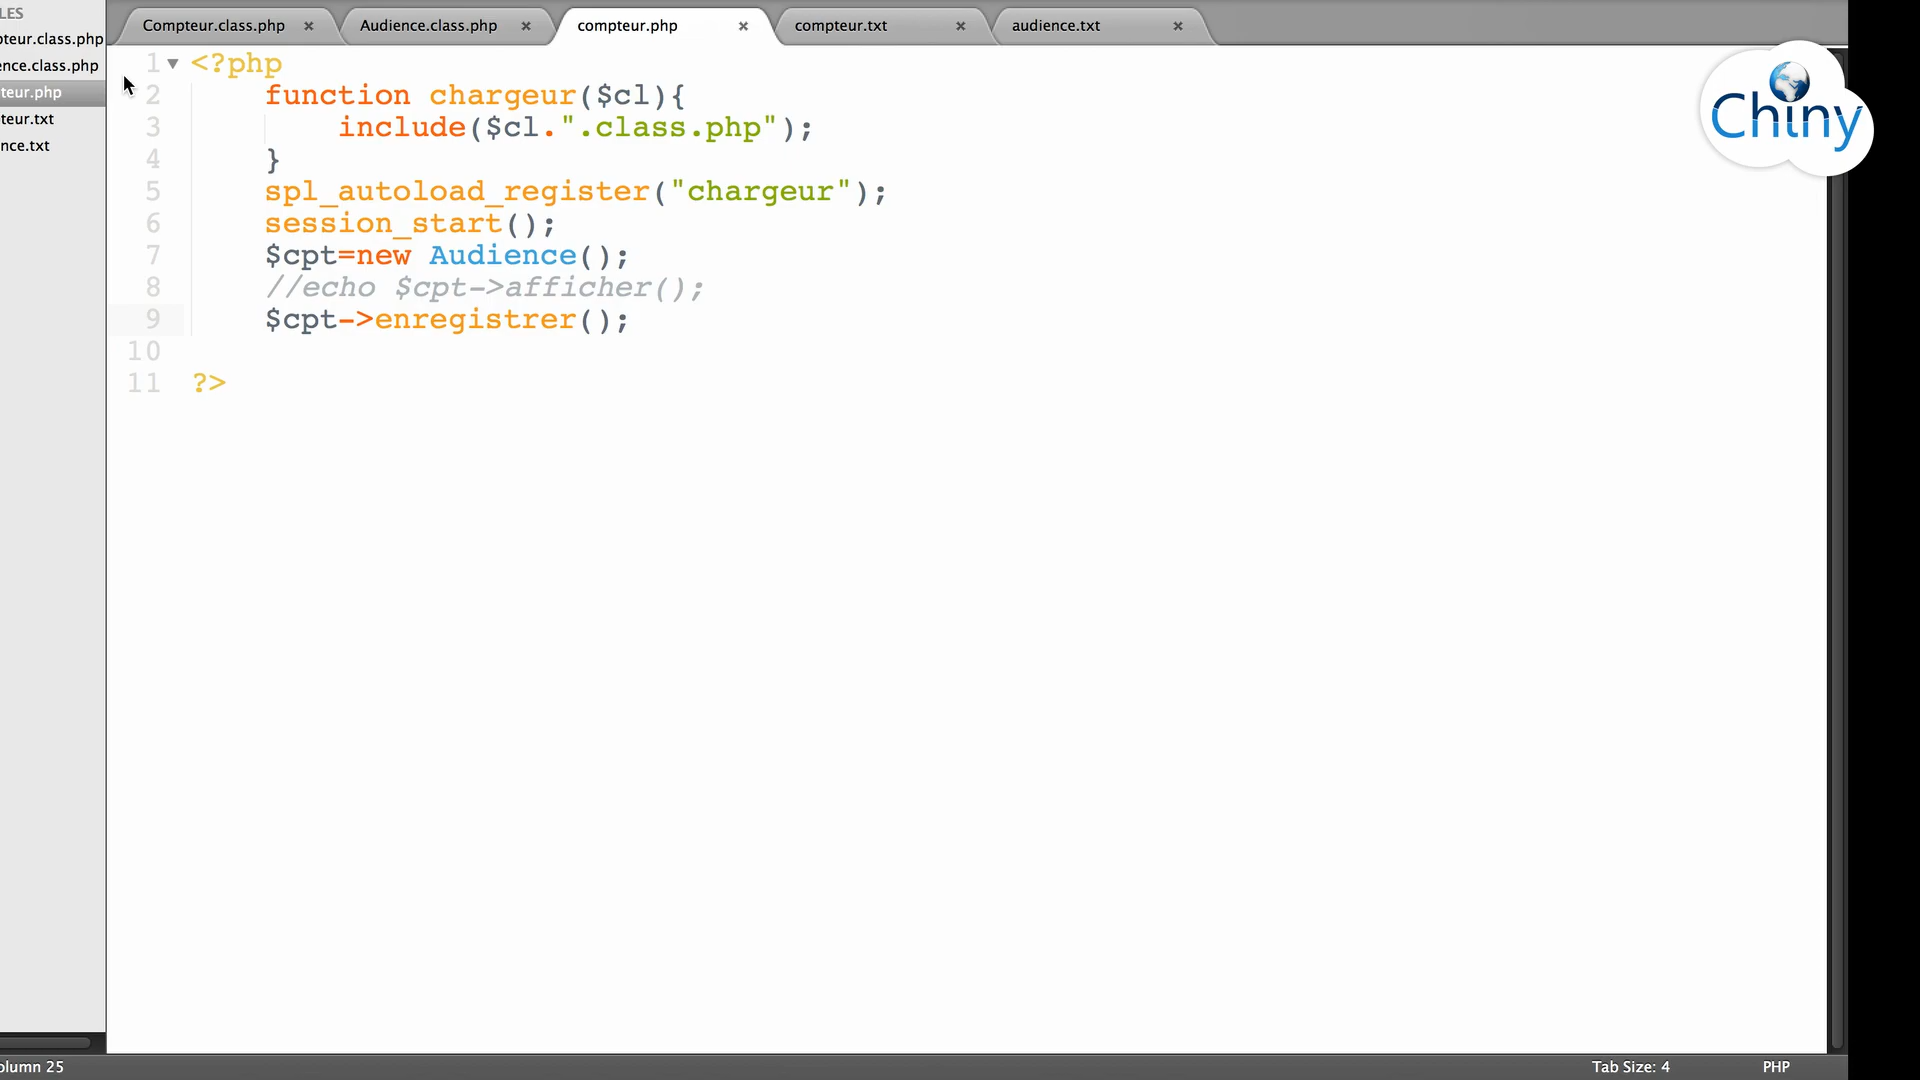 LES
pteur.class.php
ence.class.php
teur.php
teur.txt
nce.txt
Compteur.class.php × Audience.class.php × compteur.php × compteur.txt × audience.txt ×
1 <?php
2 function chargeur($cl){
3 include($cl.".class.php");
4 }
5 spl_autoload_register("chargeur");
6 session_start();
7 $cpt=new Audience();
8 //echo $cpt->afficher();
9 $cpt->enregistrer();
10
11 ?>
Chiny
olumn 25
Tab Size: 4
PHP